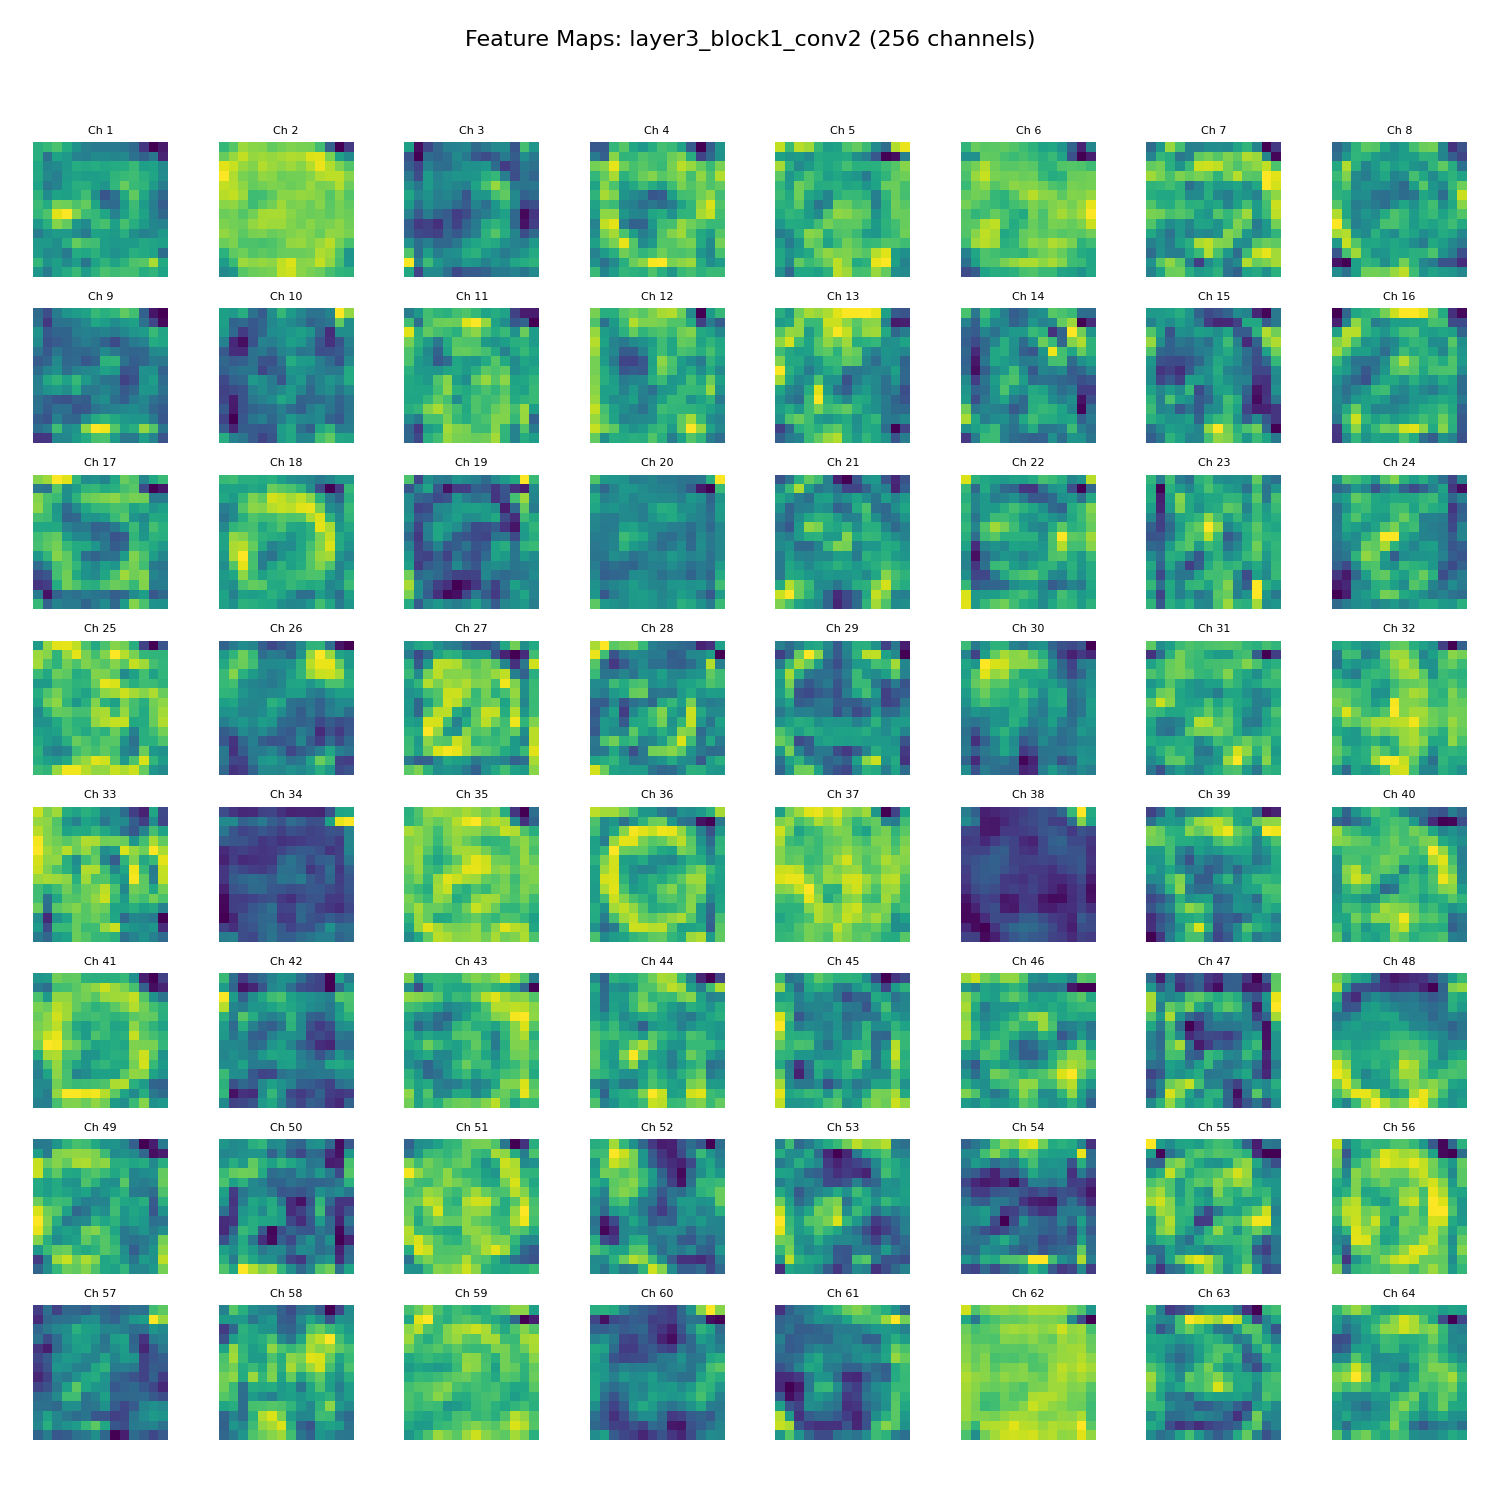 Feature Maps: layer3_block1_conv2 (256 channels)
Ch 1 Ch 2 Ch 3 Ch 4 Ch 5 Ch 6 Ch 7 Ch 8
Ch 9 Ch 10 Ch 11 Ch 12 Ch 13 Ch 14 Ch 15 Ch 16
Ch 17 Ch 18 Ch 19 Ch 20 Ch 21 Ch 22 Ch 23 Ch 24
Ch 25 Ch 26 Ch 27 Ch 28 Ch 29 Ch 30 Ch 31 Ch 32
Ch 33 Ch 34 Ch 35 Ch 36 Ch 37 Ch 38 Ch 39 Ch 40
Ch 41 Ch 42 Ch 43 Ch 44 Ch 45 Ch 46 Ch 47 Ch 48
Ch 49 Ch 50 Ch 51 Ch 52 Ch 53 Ch 54 Ch 55 Ch 56
Ch 57 Ch 58 Ch 59 Ch 60 Ch 61 Ch 62 Ch 63 Ch 64